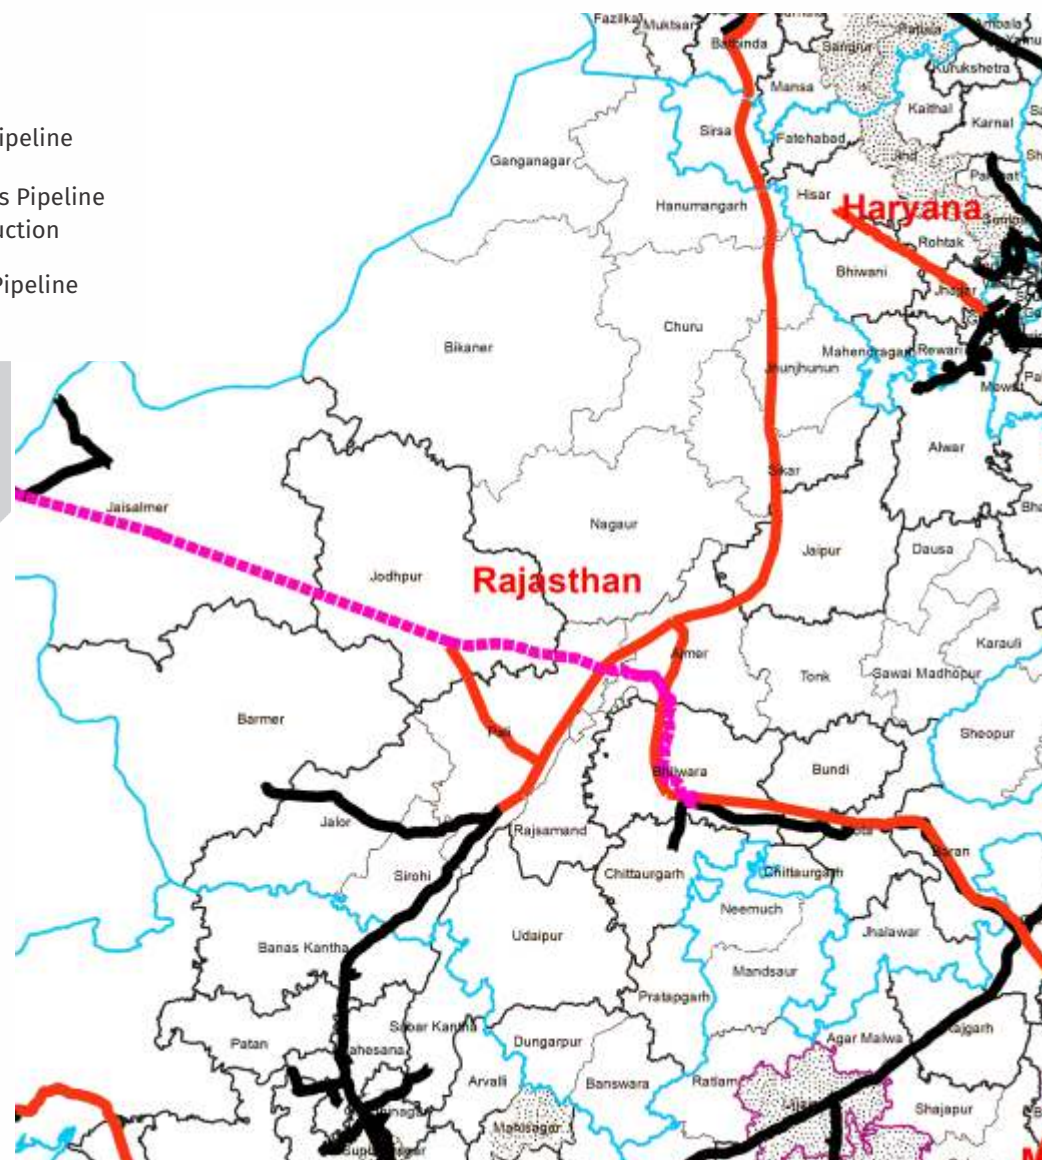 ipeline
s Pipeline
uction
Pipeline
Fazilka
Muktsar
Bathinda
Sangrur
Patiala
Ambala
Kurukshetra
Mansa
Kaithal
Karnal
Sirsa
Fatehabad
Jind
Ganganagar
Hanumangarh
Hisar
Haryana
Rohtak
Bhiwani
Jhajjar
Churu
Bikaner
Jhunjhunun
Mahendragarh
Rewari
Mewat
Alwar
Sikar
Jaisalmer
Nagaur
Jaipur
Dausa
Jodhpur
Rajasthan
Karauli
Ajmer
Tonk
Sawai Madhopur
Barmer
Pali
Sheopur
Bhilwara
Bundi
Jalor
Rajsamand
Baran
Sirohi
Chittaurgarh
Chittaurgarh
Neemuch
Banas Kantha
Udaipur
Jhalawar
Mandsaur
Pratapgarh
Sabar Kantha
Patan
Dungarpur
Agar Malwa
Mahesana
Arvalli
Banswara
Ratlam
Shajapur
Mahisagar